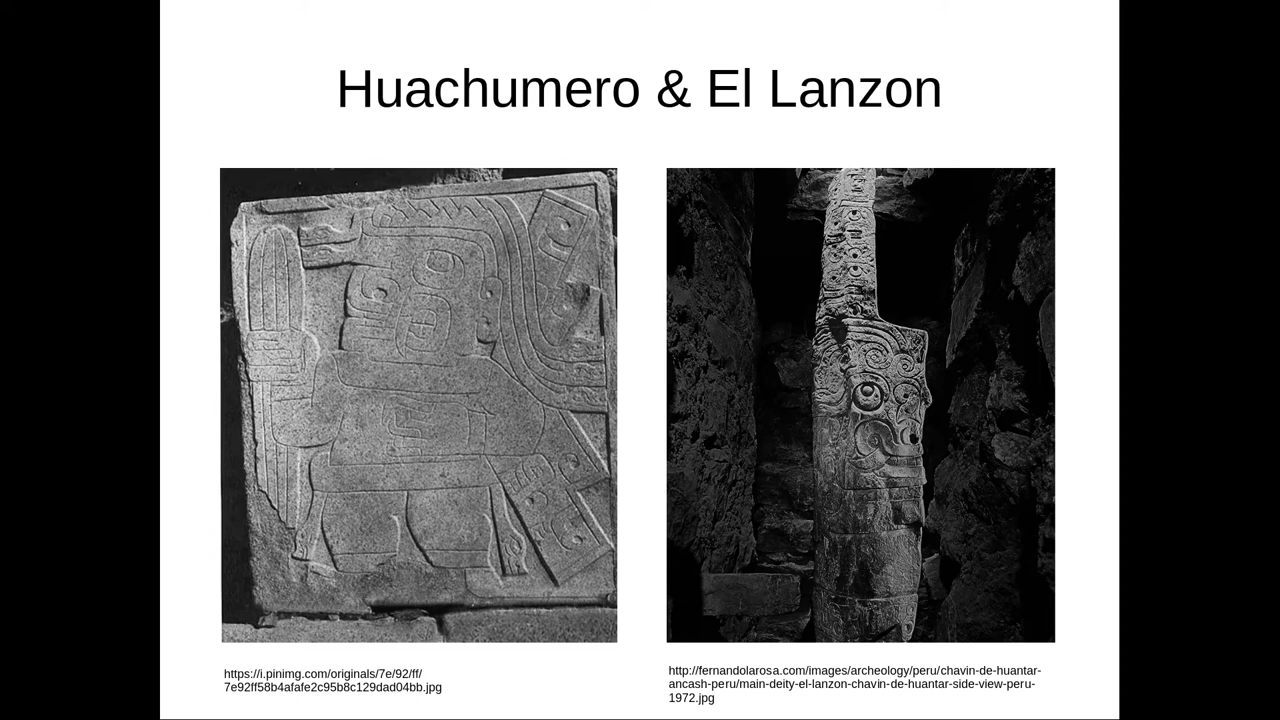 Huachumero & El Lanzon
https://i.pinimg.com/originals/7e/92/ff/
7e92ff58b4afafe2c95b8c129dad04bb.jpg
http://fernandolarosa.com/images/archeology/peru/chavin-de-huantar-
ancash-peru/main-deity-el-lanzon-chavin-de-huantar-side-view-peru-
1972.jpg